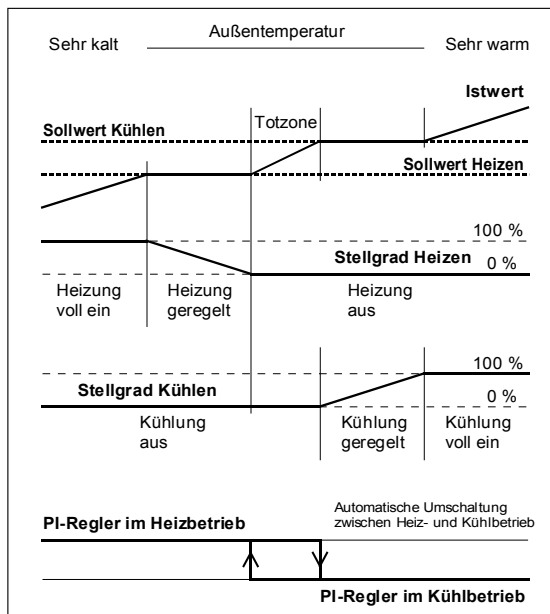 Außentemperatur
Sehr kalt
Sehr warm
Istwert
Totzone
Sollwert Kühlen
Sollwert Heizen
100 %
Stellgrad Heizen
0 %
Heizung
voll ein
Heizung
geregelt
Heizung
aus
100 %
Stellgrad Kühlen
0 %
Kühlung
aus
Kühlung
geregelt
Kühlung
voll ein
Automatische Umschaltung
zwischen Heiz- und Kühlbetrieb
PI-Regler im Heizbetrieb
PI-Regler im Kühlbetrieb